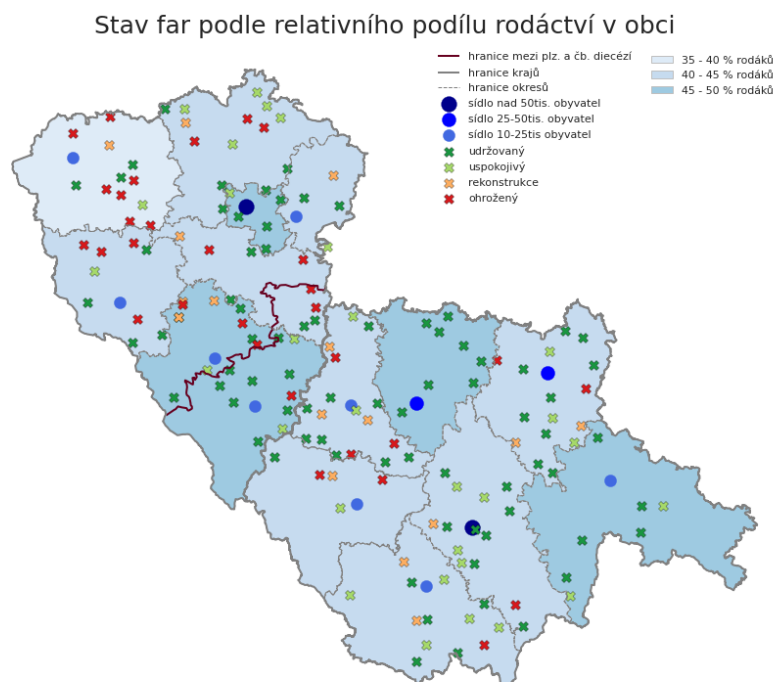 Stav far podle relativního podílu rodáctví v obci
hranice mezi plz. a čb. diecézí
hranice krajů
hranice okresů
sídlo nad 50tis. obyvatel
sídlo 25-50tis. obyvatel
sídlo 10-25tis obyvatel
udržovaný
uspokojivý
rekonstrukce
ohrožený
35 - 40 % rodáků
40 - 45 % rodáků
45 - 50 % rodáků